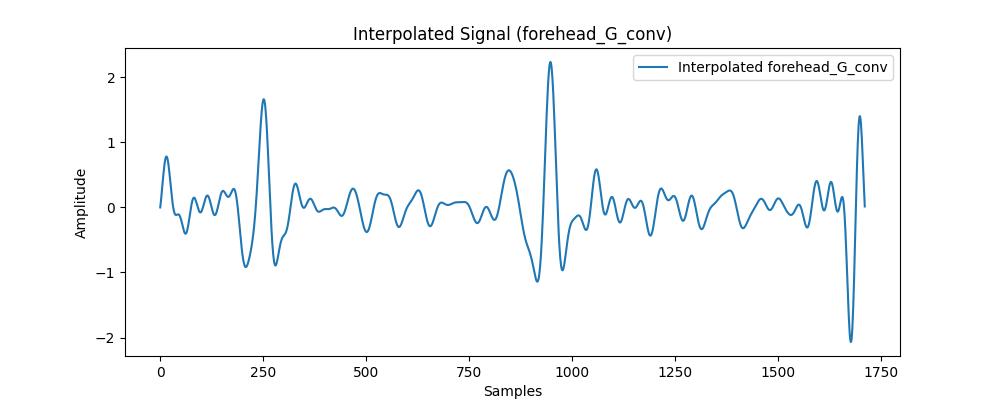 Interpolated Signal (forehead_G_conv)
Interpolated forehead_G_conv
Amplitude
2
1
0
−1
−2
0 250 500 750 1000 1250 1500 1750
Samples